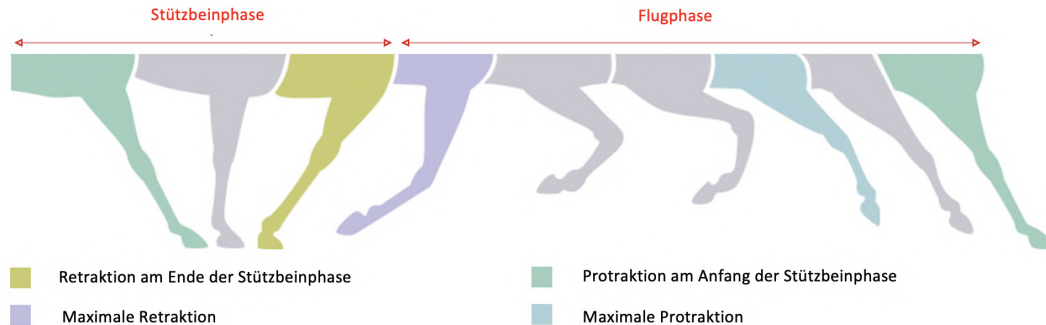 Stützbeinphase
Flugphase
Retraktion am Ende der Stützbeinphase
Protraktion am Anfang der Stützbeinphase
Maximale Retraktion
Maximale Protraktion